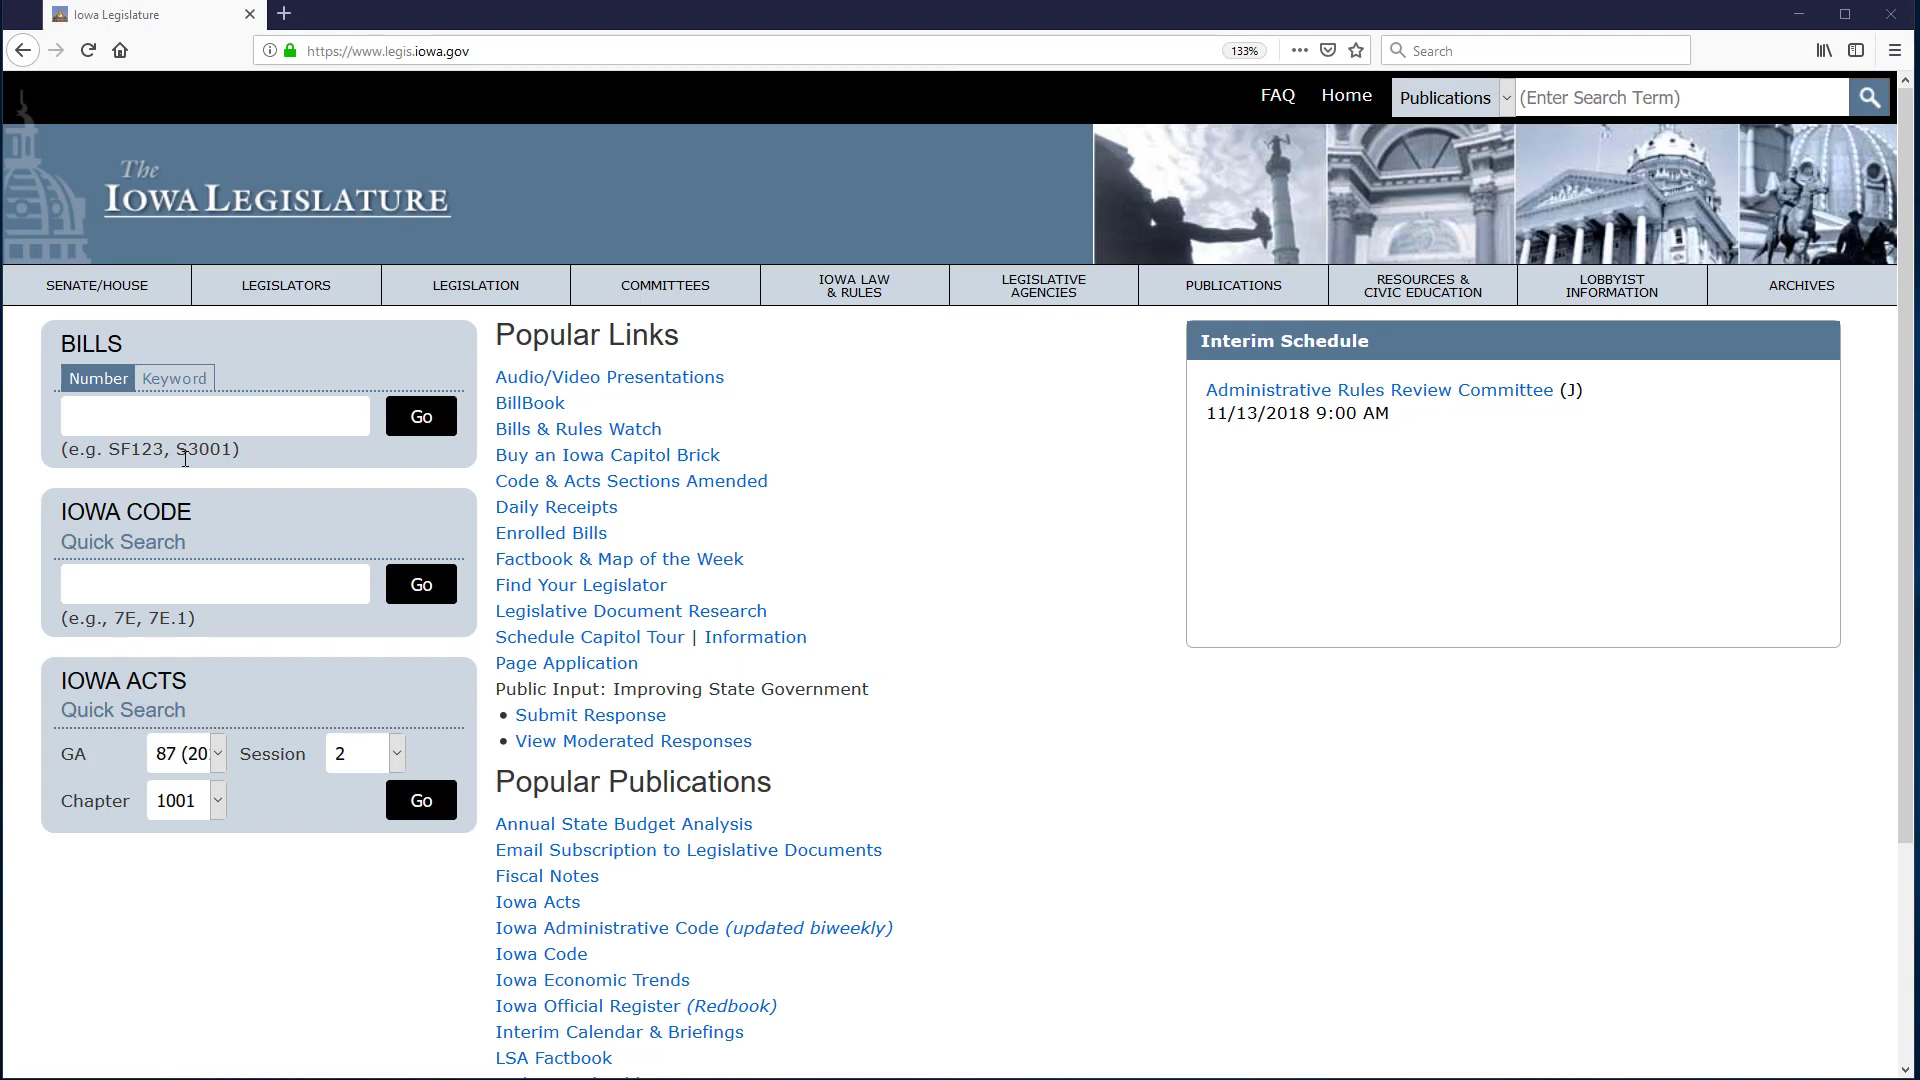 Iowa Legislature
https://www.legis.iowa.gov
133%
Search
FAQ
Home
Publications
(Enter Search Term)
The
IOWA LEGISLATURE
SENATE/HOUSE
LEGISLATORS
LEGISLATION
COMMITTEES
IOWA LAW
& RULES
LEGISLATIVE
AGENCIES
PUBLICATIONS
RESOURCES &
CIVIC EDUCATION
LOBBYIST
INFORMATION
ARCHIVES
BILLS
Number
Keyword
Go
(e.g. SF123, S3001)
IOWA CODE
Quick Search
Go
(e.g., 7E, 7E.1)
IOWA ACTS
Quick Search
GA
87 (20
Session
2
Chapter
1001
Go
Popular Links
Audio/Video Presentations
BillBook
Bills & Rules Watch
Buy an Iowa Capitol Brick
Code & Acts Sections Amended
Daily Receipts
Enrolled Bills
Factbook & Map of the Week
Find Your Legislator
Legislative Document Research
Schedule Capitol Tour | Information
Page Application
Public Input: Improving State Government
• Submit Response
• View Moderated Responses
Popular Publications
Annual State Budget Analysis
Email Subscription to Legislative Documents
Fiscal Notes
Iowa Acts
Iowa Administrative Code (updated biweekly)
Iowa Code
Iowa Economic Trends
Iowa Official Register (Redbook)
Interim Calendar & Briefings
LSA Factbook
Interim Schedule
Administrative Rules Review Committee (J)
11/13/2018 9:00 AM